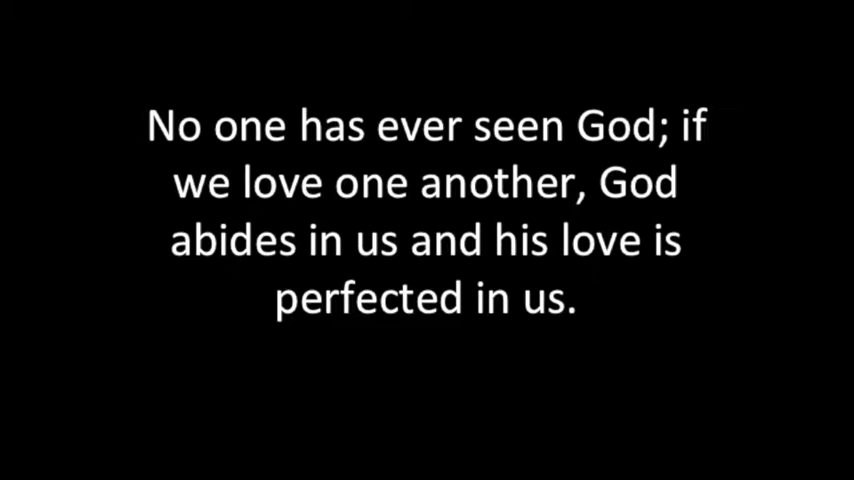 No one has ever seen God; if
we love one another, God
abides in us and his love is
perfected in us.